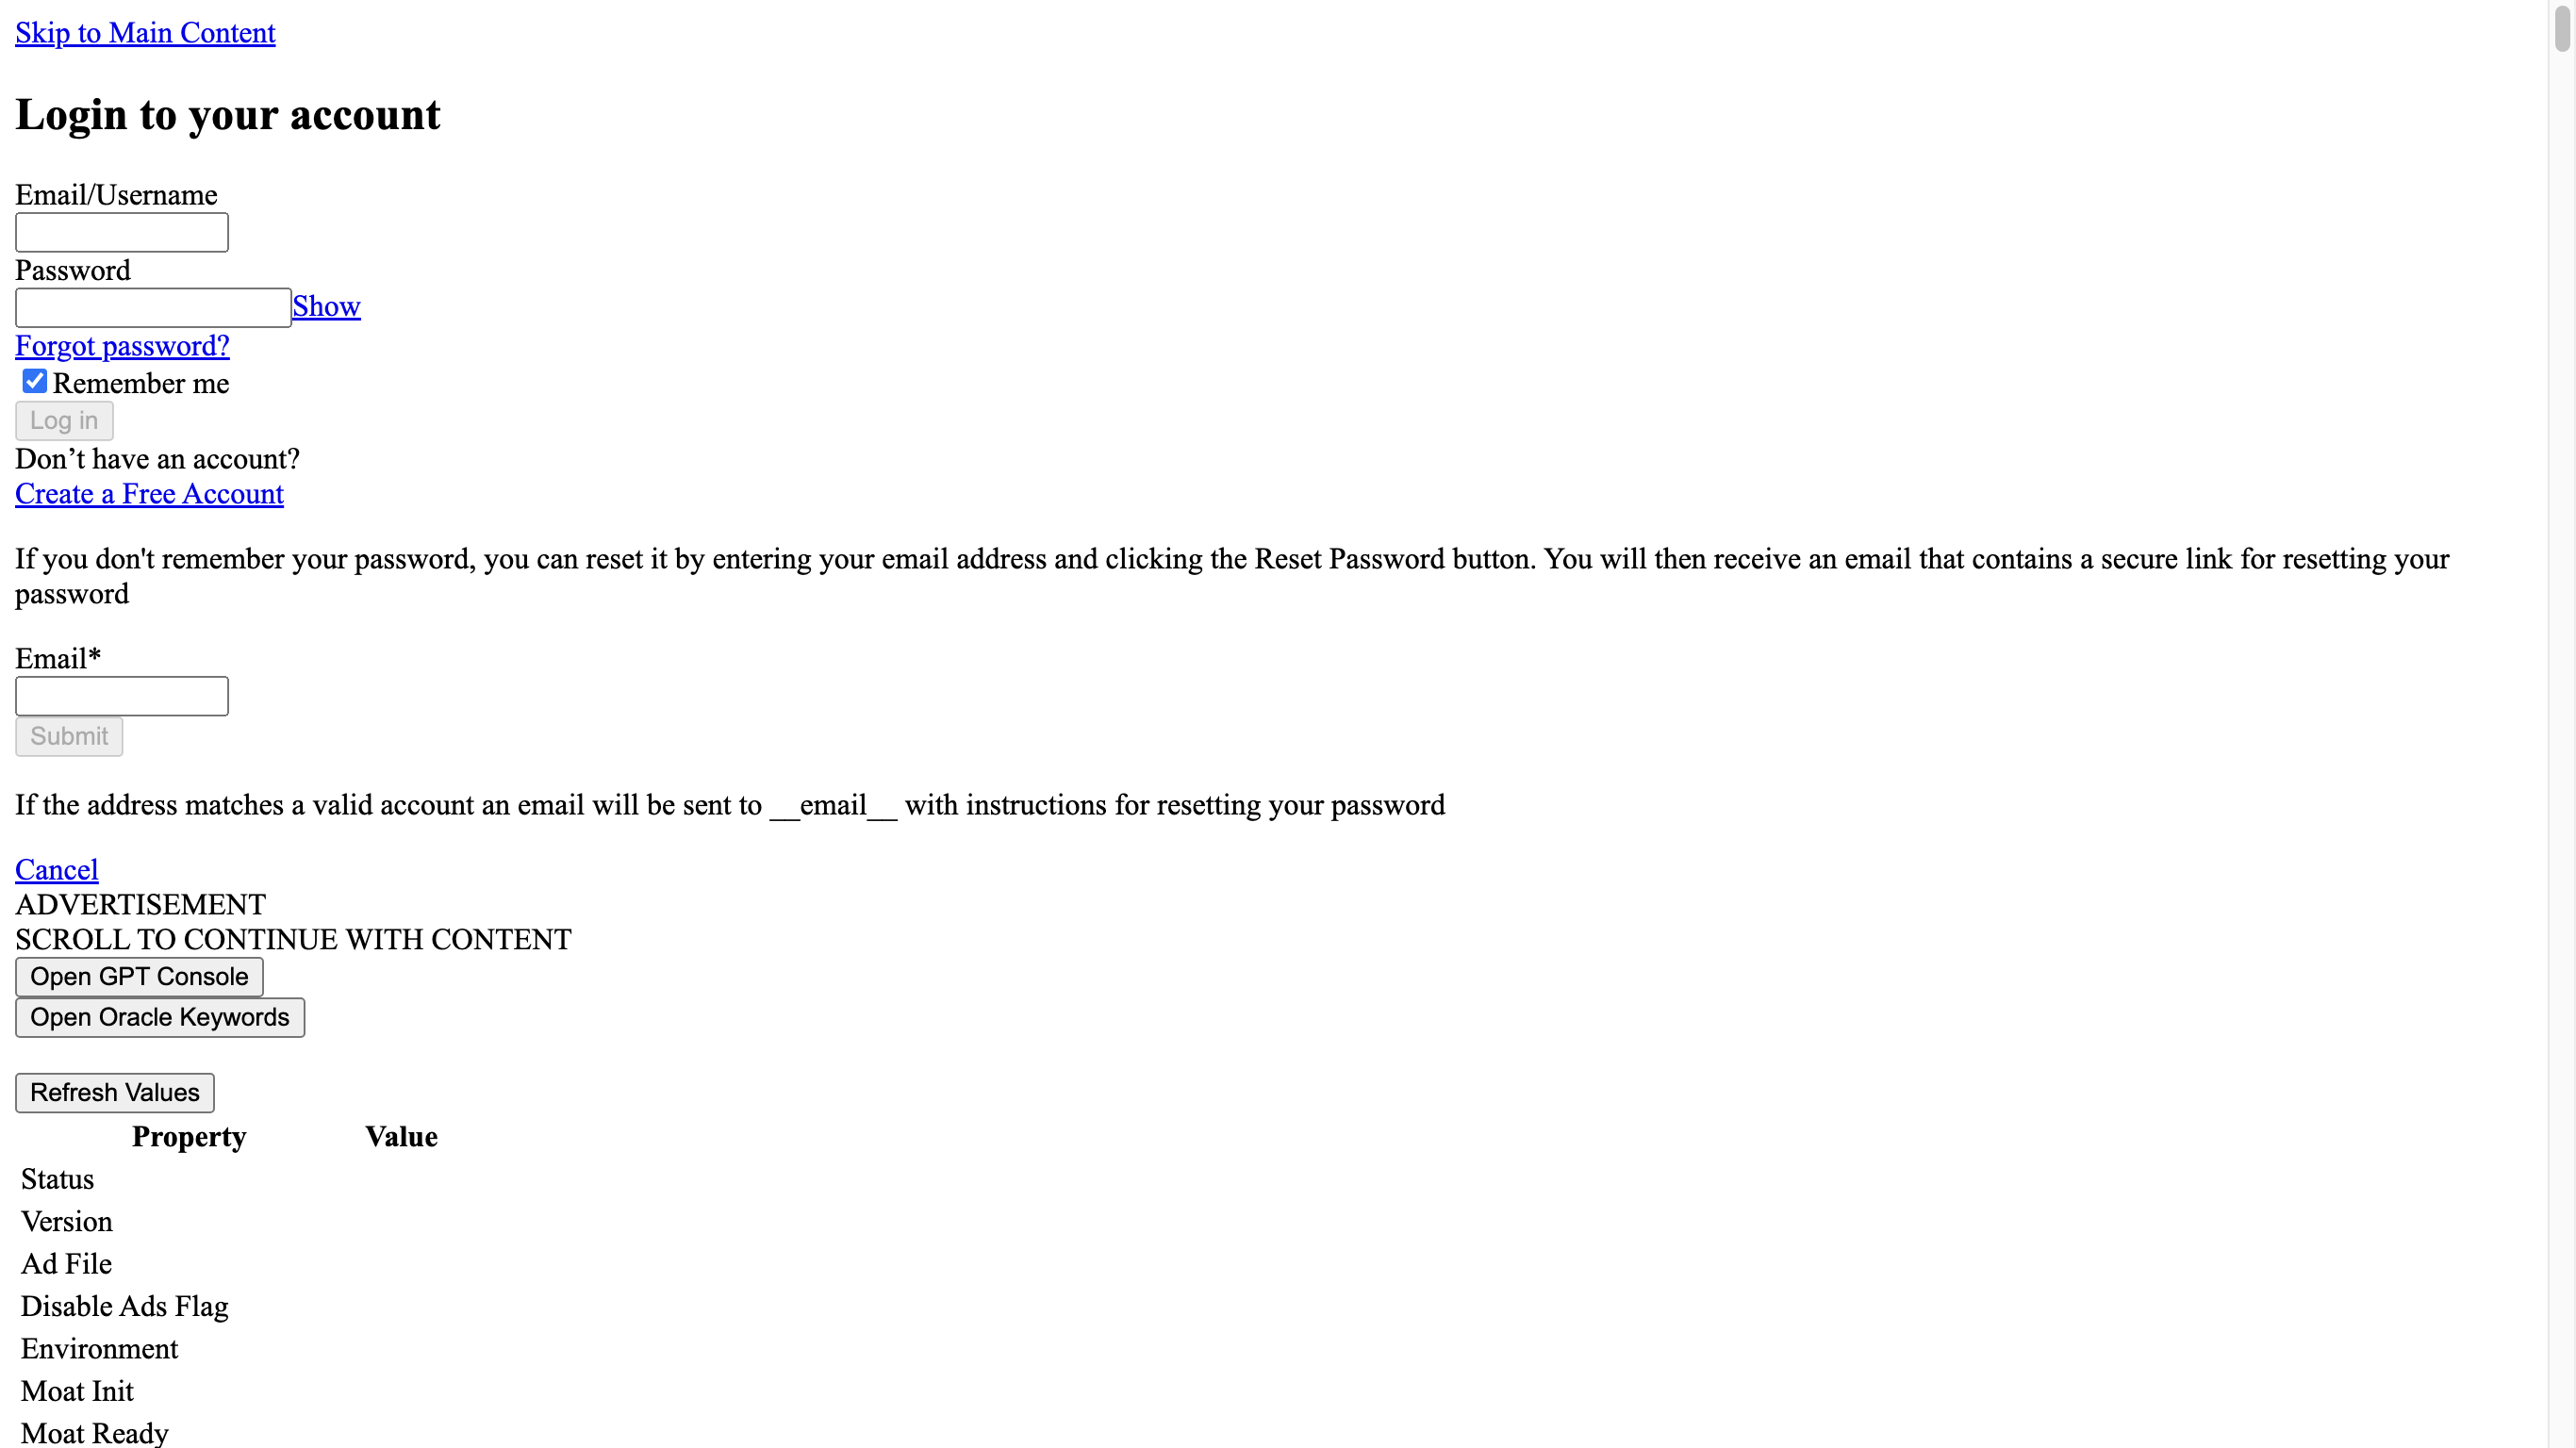 Skip to Main Content
Login to your account
Email/Username
Password
Show
Forgot password?
Remember me
Log in
Don’t have an account?
Create a Free Account
If you don't remember your password, you can reset it by entering your email address and clicking the Reset Password button. You will then receive an email that contains a secure link for resetting your
password
Email*
Submit
If the address matches a valid account an email will be sent to __email__ with instructions for resetting your password
Cancel
ADVERTISEMENT
SCROLL TO CONTINUE WITH CONTENT
Open GPT Console
Open Oracle Keywords
Refresh Values
Property Value
Status
Version
Ad File
Disable Ads Flag
Environment
Moat Init
Moat Ready